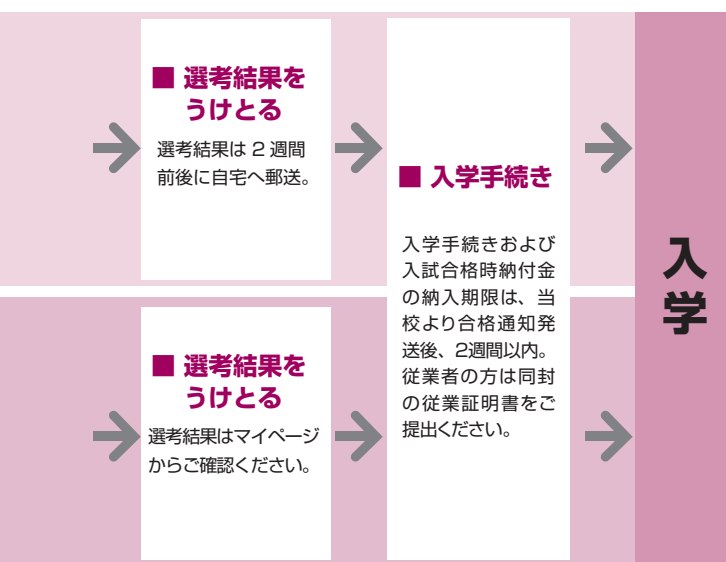 ■ 選考結果を
うけとる
選考結果は 2 週間
前後に自宅へ郵送。
■ 選考結果を
うけとる
選考結果はマイページ
からご確認ください。
■ 入学手続き
入学手続きおよび
入試合格時納付金
の納入期限は、当
校より合格通知発
送後、2週間以内。
従業者の方は同封
の従業証明書をご
提出ください。
入学